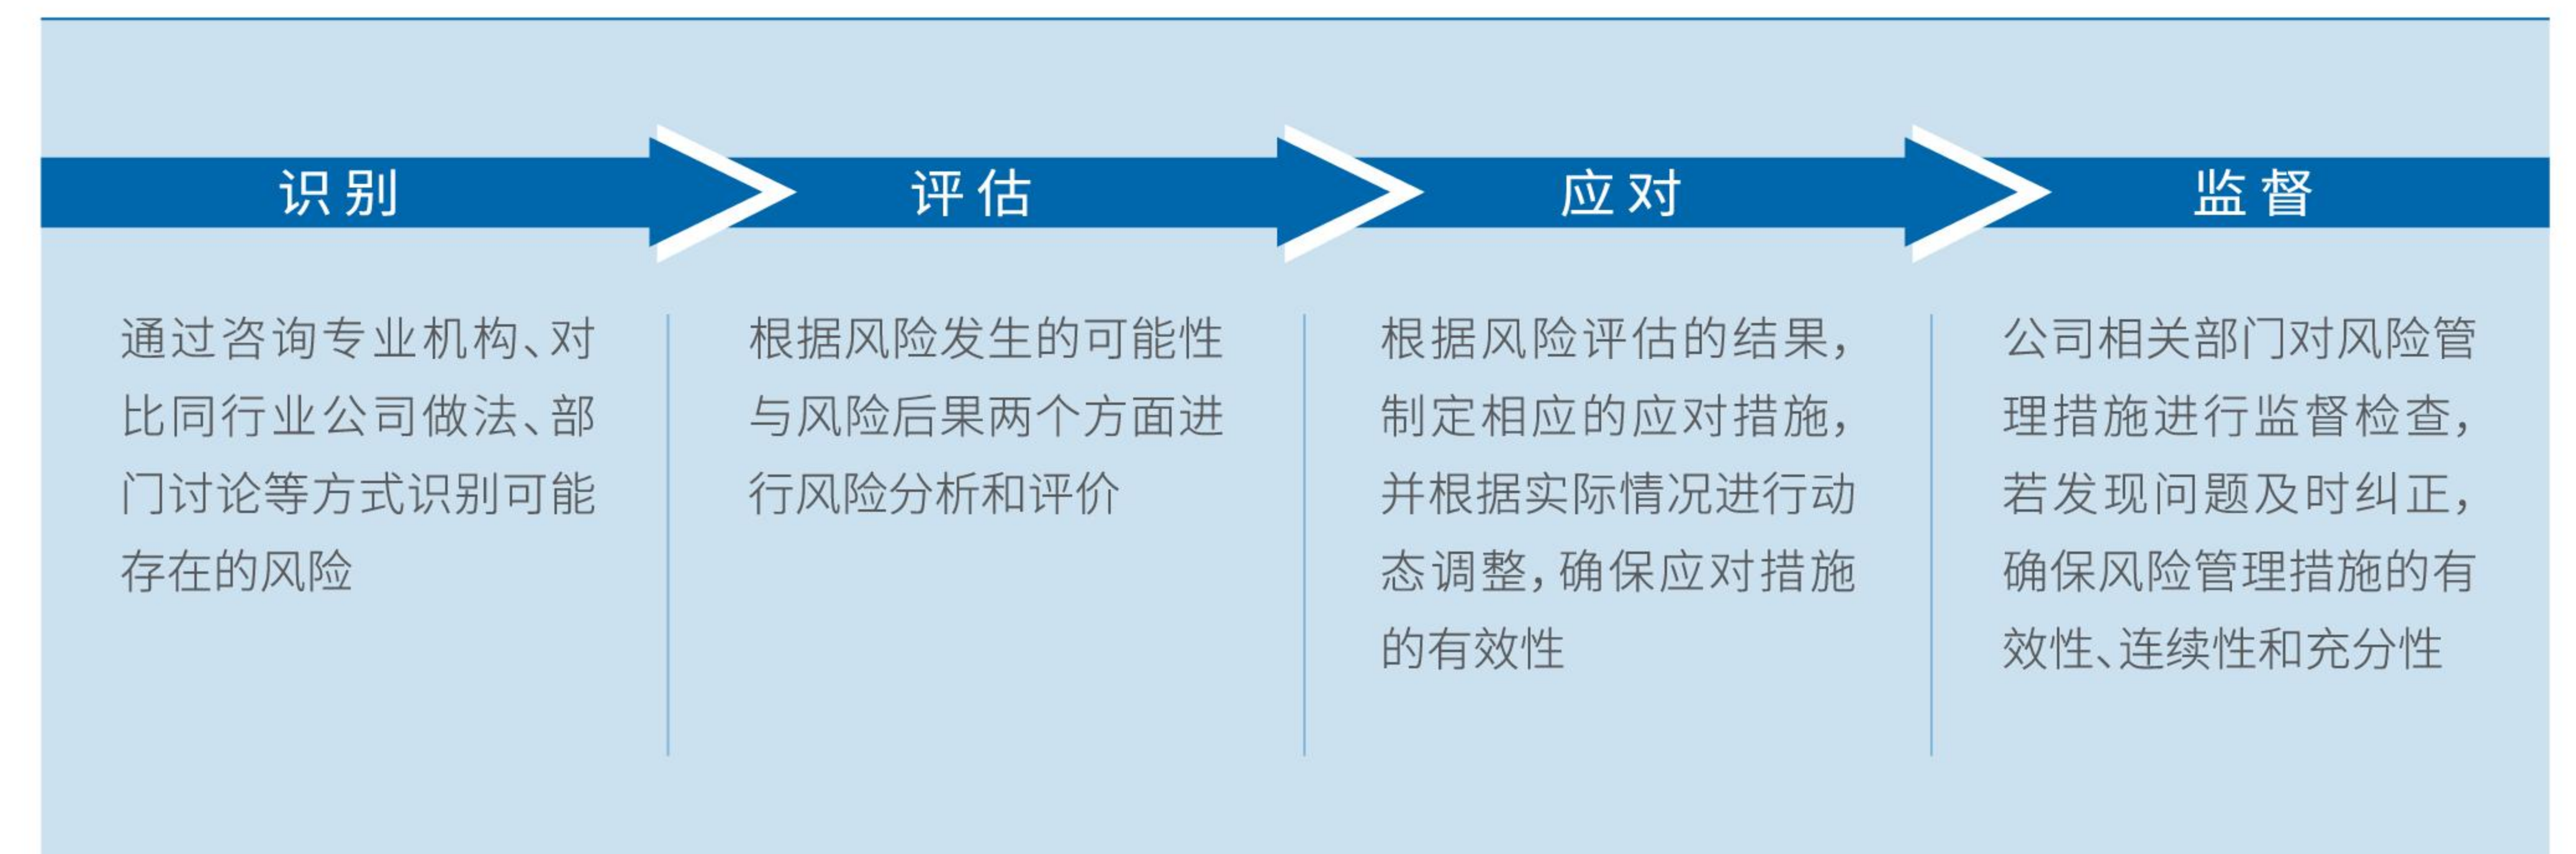 识别
评估
应对
监督
通过咨询专业机构、对
比同行业公司做法、部
门讨论等方式识别可能
存在的风险
根据风险发生的可能性
与风险后果两个方面进
行风险分析和评价
根据风险评估的结果，
制定相应的应对措施，
并根据实际情况进行动
态调整，确保应对措施
的有效性
公司相关部门对风险管
理措施进行监督检查，
若发现问题及时纠正，
确保风险管理措施的有
效性、连续性和充分性